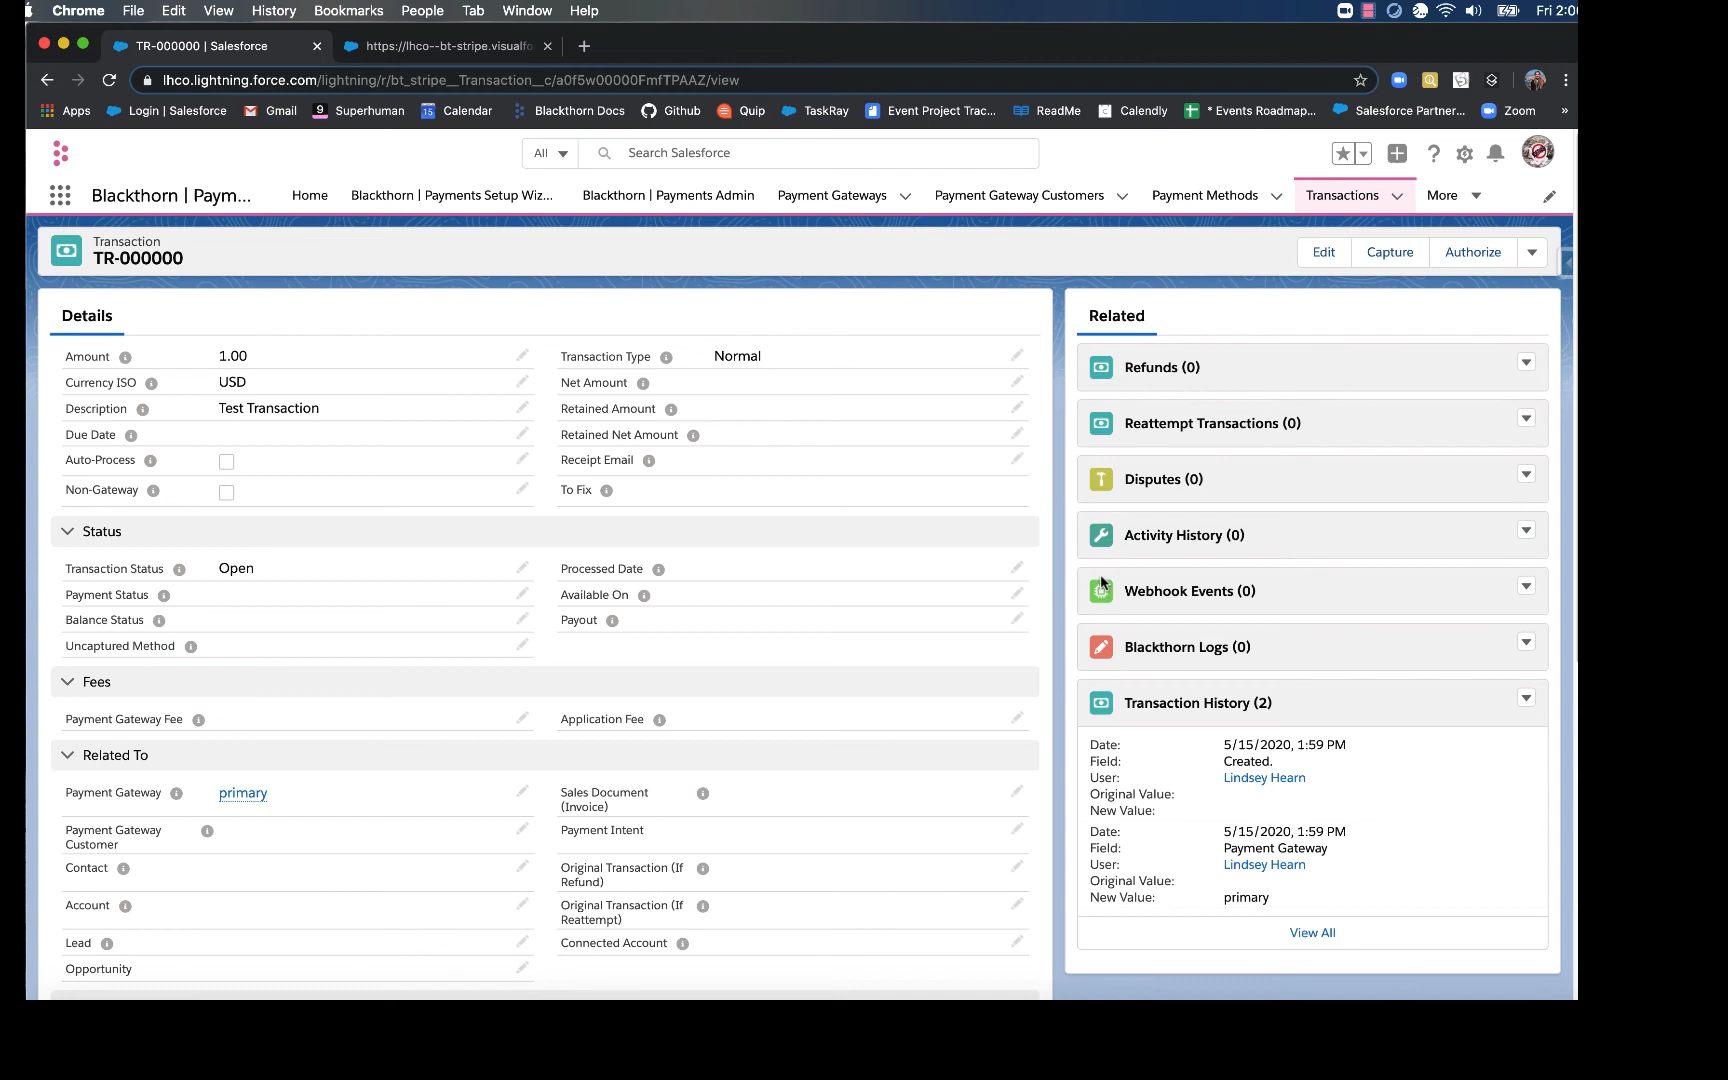 Chrome File Edit View History Bookmarks People Tab Window Help Fri 2:0
TR-000000 | Salesforce https://lhco--bt-stripe.visualfo
lhco.lightning.force.com/lightning/r/bt_stripe__Transaction__c/a0f5w00000FmfTPAAZ/view
Apps Login | Salesforce Gmail 9 Superhuman 15 Calendar Blackthorn Docs Github Quip TaskRay Event Project Trac... ReadMe C Calendly * Events Roadmap... Salesforce Partner... Zoom »
All Search Salesforce
Blackthorn | Paym... Home Blackthorn | Payments Setup Wiz... Blackthorn | Payments Admin Payment Gateways Payment Gateway Customers Payment Methods Transactions More
Transaction
TR-000000
Edit Capture Authorize
Details
Amount 1.00 Transaction Type Normal
Currency ISO USD Net Amount
Description Test Transaction Retained Amount
Due Date Retained Net Amount
Auto-Process Receipt Email
Non-Gateway To Fix
Status
Transaction Status Open Processed Date
Payment Status Available On
Balance Status Payout
Uncaptured Method
Fees
Payment Gateway Fee Application Fee
Related To
Payment Gateway primary Sales Document
(Invoice)
Payment Gateway Payment Intent
Customer
Contact Original Transaction (If
Refund)
Account Original Transaction (If
Reattempt)
Lead Connected Account
Opportunity
Related
Refunds (0)
Reattempt Transactions (0)
Disputes (0)
Activity History (0)
Webhook Events (0)
Blackthorn Logs (0)
Transaction History (2)
Date: 5/15/2020, 1:59 PM
Field: Created.
User: Lindsey Hearn
Original Value:
New Value:
Date: 5/15/2020, 1:59 PM
Field: Payment Gateway
User: Lindsey Hearn
Original Value:
New Value: primary
View All